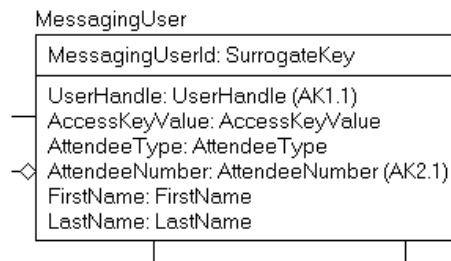 MessagingUser
MessagingUserId: SurrogateKey
UserHandle: UserHandle (AK1.1)
AccessKeyValue: AccessKeyValue
AttendeeType: AttendeeType
AttendeeNumber: AttendeeNumber (AK2.1)
FirstName: FirstName
LastName: LastName